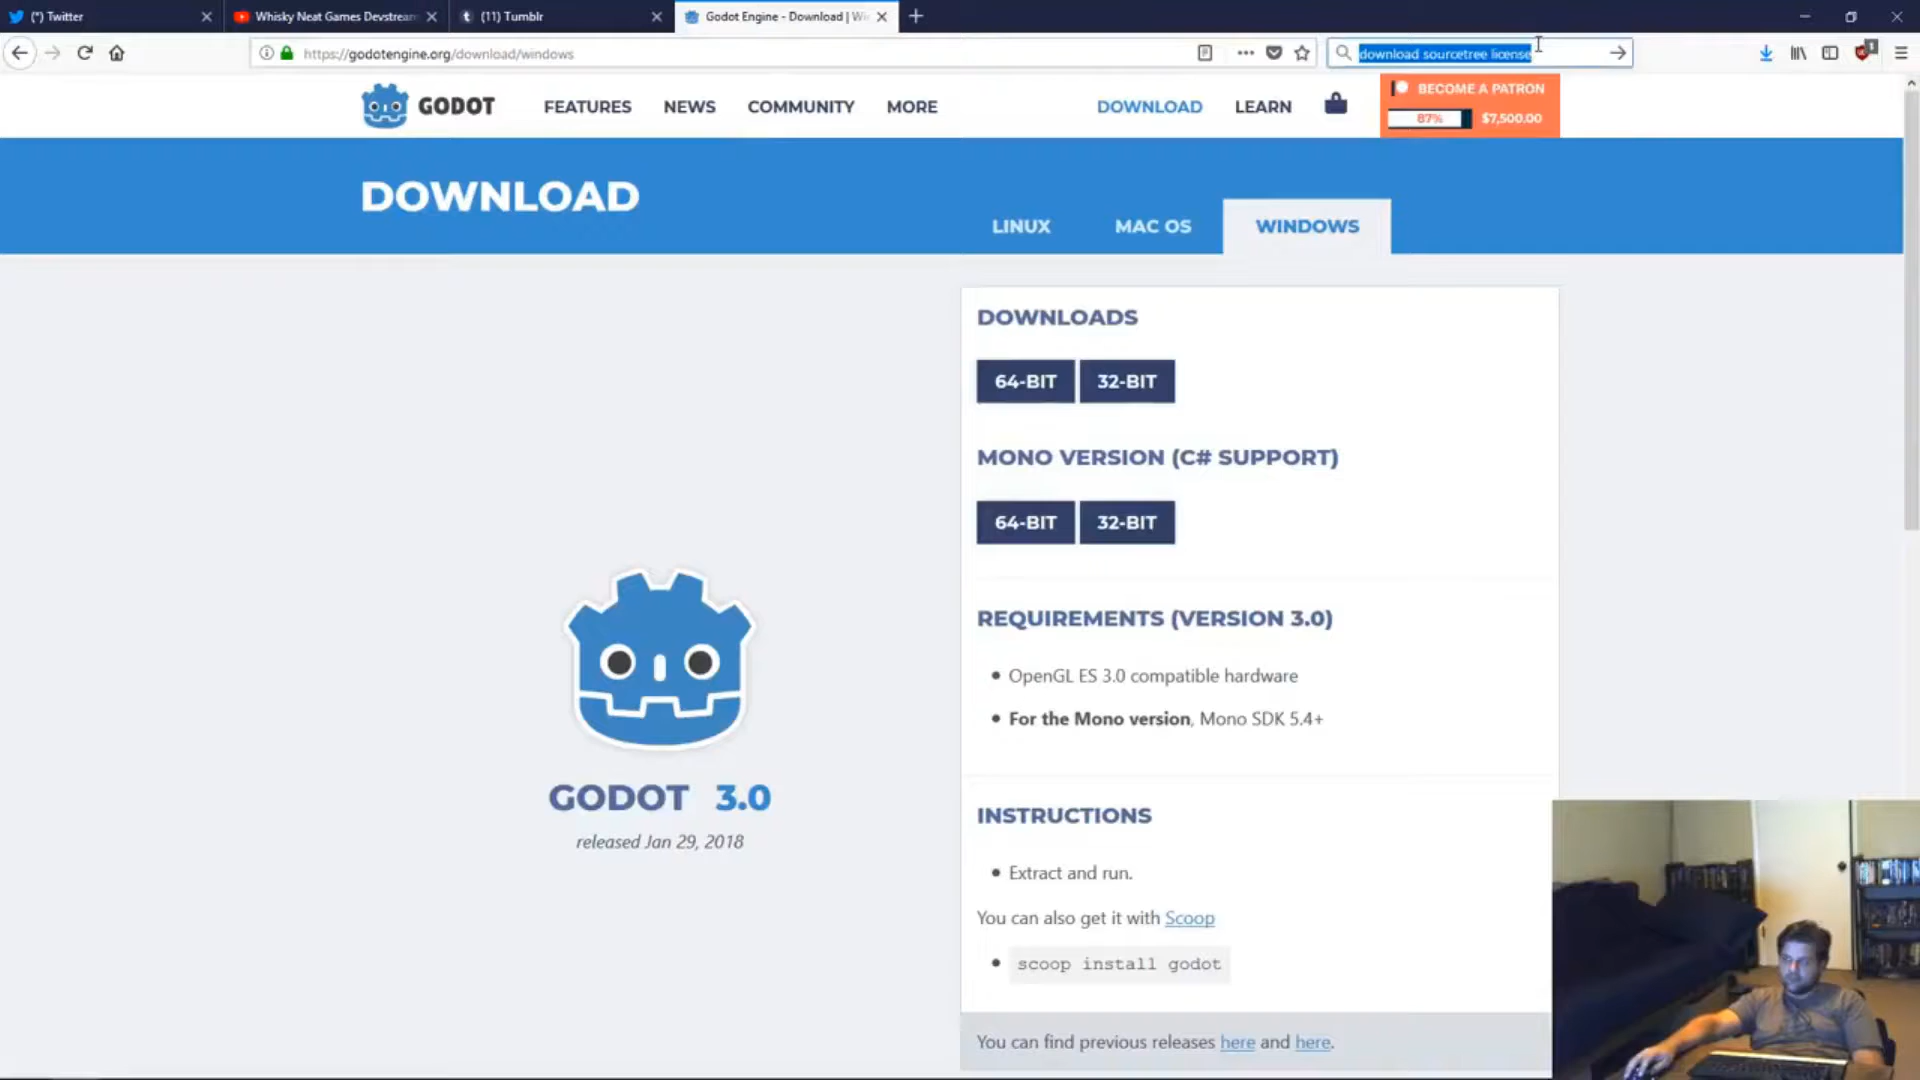 (*) Twitter
Whisky Neat Games Devstream
(11) Tumblr
Godot Engine - Download | Wi
https://godotengine.org/download/windows
download sourcetree license
1
GODOT
FEATURES
NEWS
COMMUNITY
MORE
DOWNLOAD
LEARN
BECOME A PATRON
87%
$7,500.00
DOWNLOAD
LINUX
MAC OS
WINDOWS
DOWNLOADS
64-BIT
32-BIT
MONO VERSION (C# SUPPORT)
64-BIT
32-BIT
REQUIREMENTS (VERSION 3.0)
• OpenGL ES 3.0 compatible hardware
• For the Mono version, Mono SDK 5.4+
GODOT 3.0
released Jan 29, 2018
INSTRUCTIONS
• Extract and run.
You can also get it with Scoop
• scoop install godot
You can find previous releases here and here.